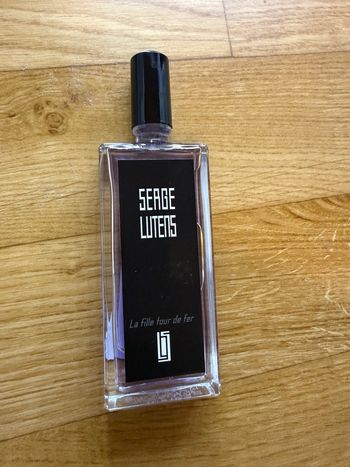 SERGE
LUTENS
La fille tour de fer